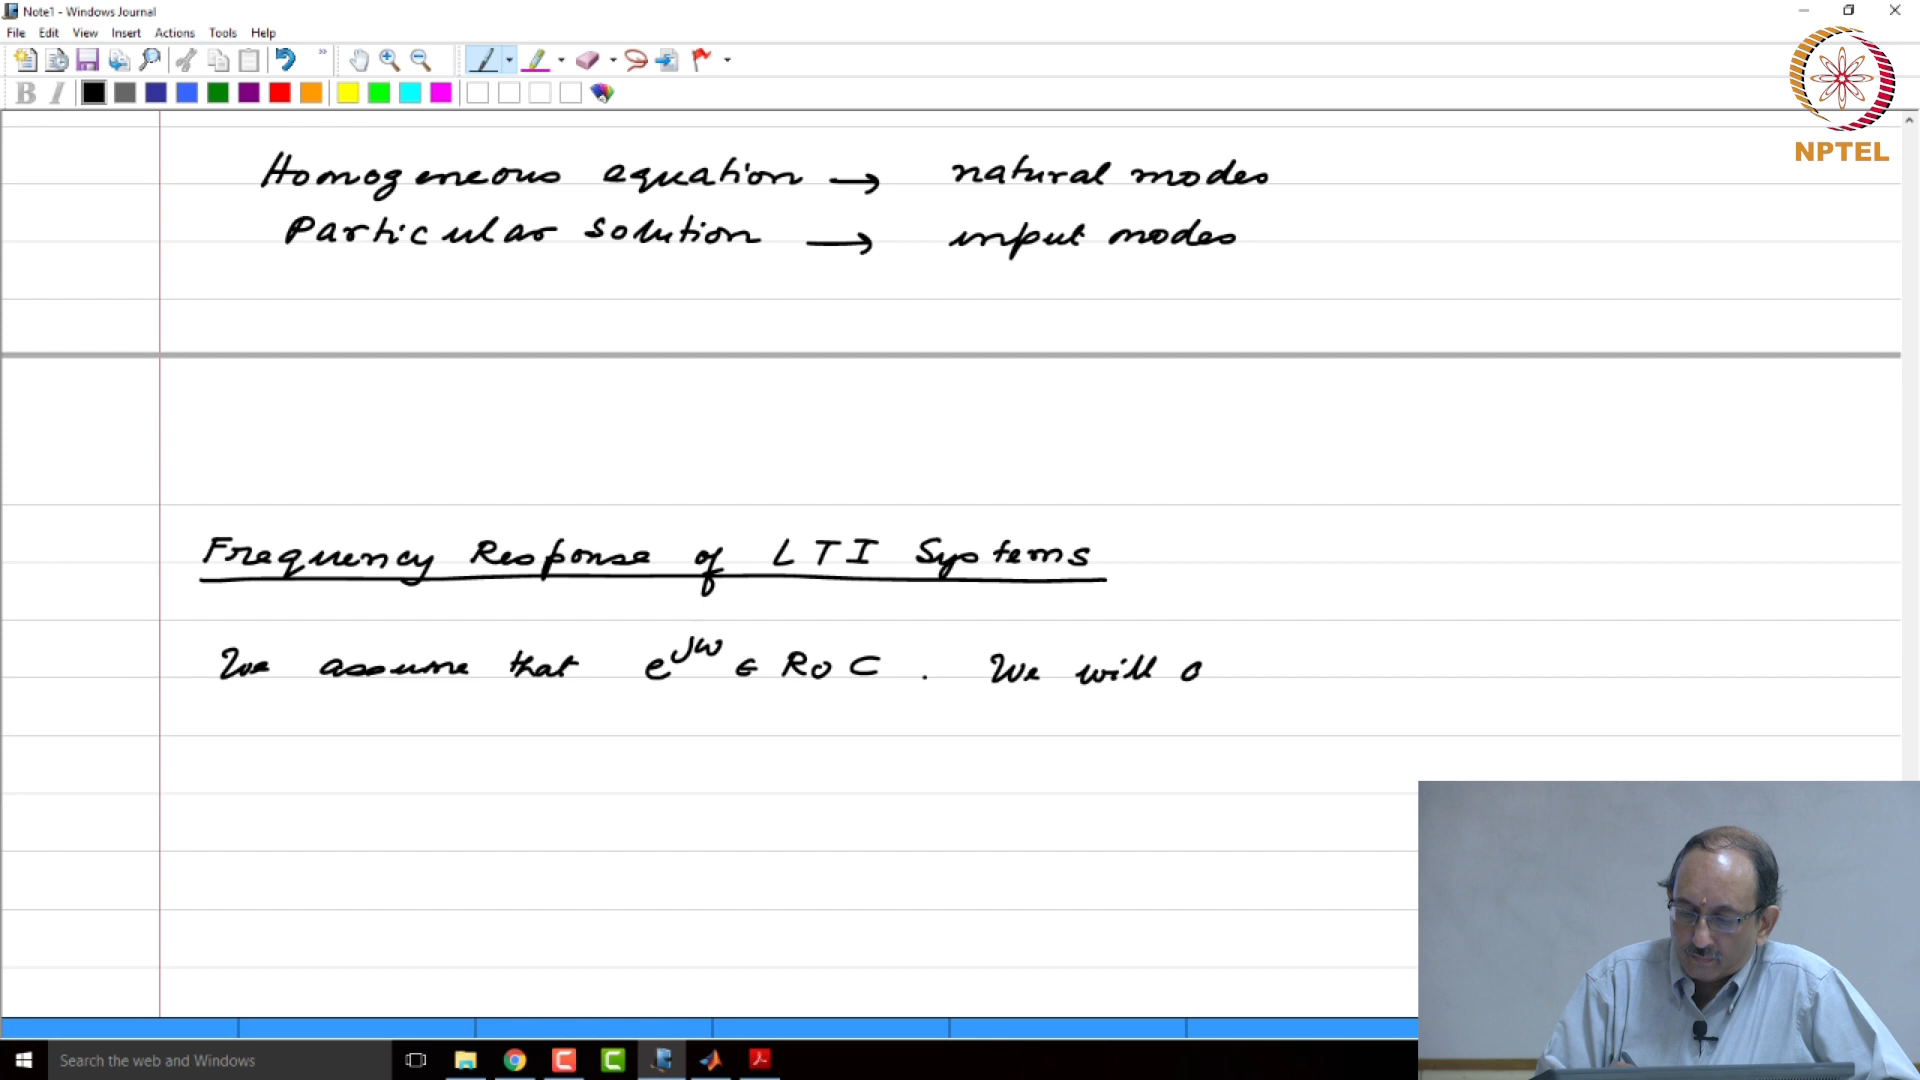 Note1 - Windows Journal
File Edit View Insert Actions Tools Help
B I
NPTEL
Homogeneous equation → natural modes
Particular solution → input modes
Frequency Response of LTI Systems
We assume that e^jω ∈ RoC . We will a
Search the web and Windows